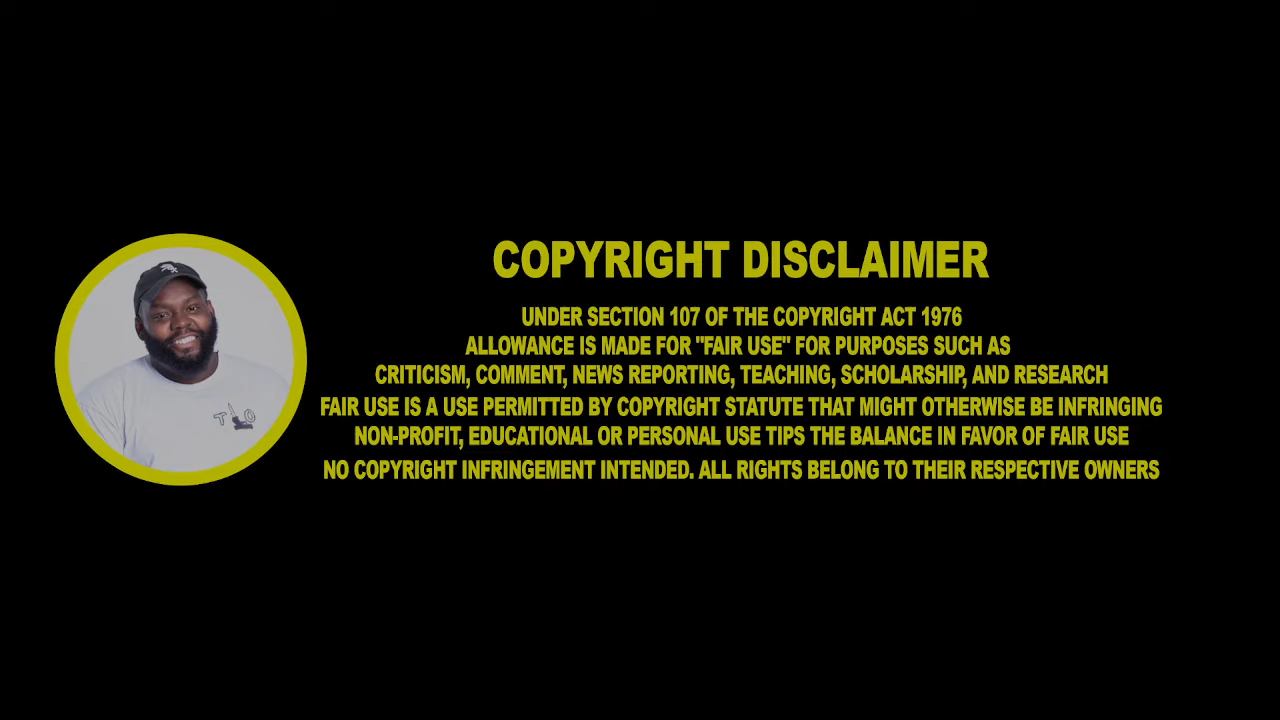 COPYRIGHT DISCLAIMER
UNDER SECTION 107 OF THE COPYRIGHT ACT 1976
ALLOWANCE IS MADE FOR "FAIR USE" FOR PURPOSES SUCH AS
CRITICISM, COMMENT, NEWS REPORTING, TEACHING, SCHOLARSHIP, AND RESEARCH
FAIR USE IS A USE PERMITTED BY COPYRIGHT STATUTE THAT MIGHT OTHERWISE BE INFRINGING
NON-PROFIT, EDUCATIONAL OR PERSONAL USE TIPS THE BALANCE IN FAVOR OF FAIR USE
NO COPYRIGHT INFRINGEMENT INTENDED. ALL RIGHTS BELONG TO THEIR RESPECTIVE OWNERS